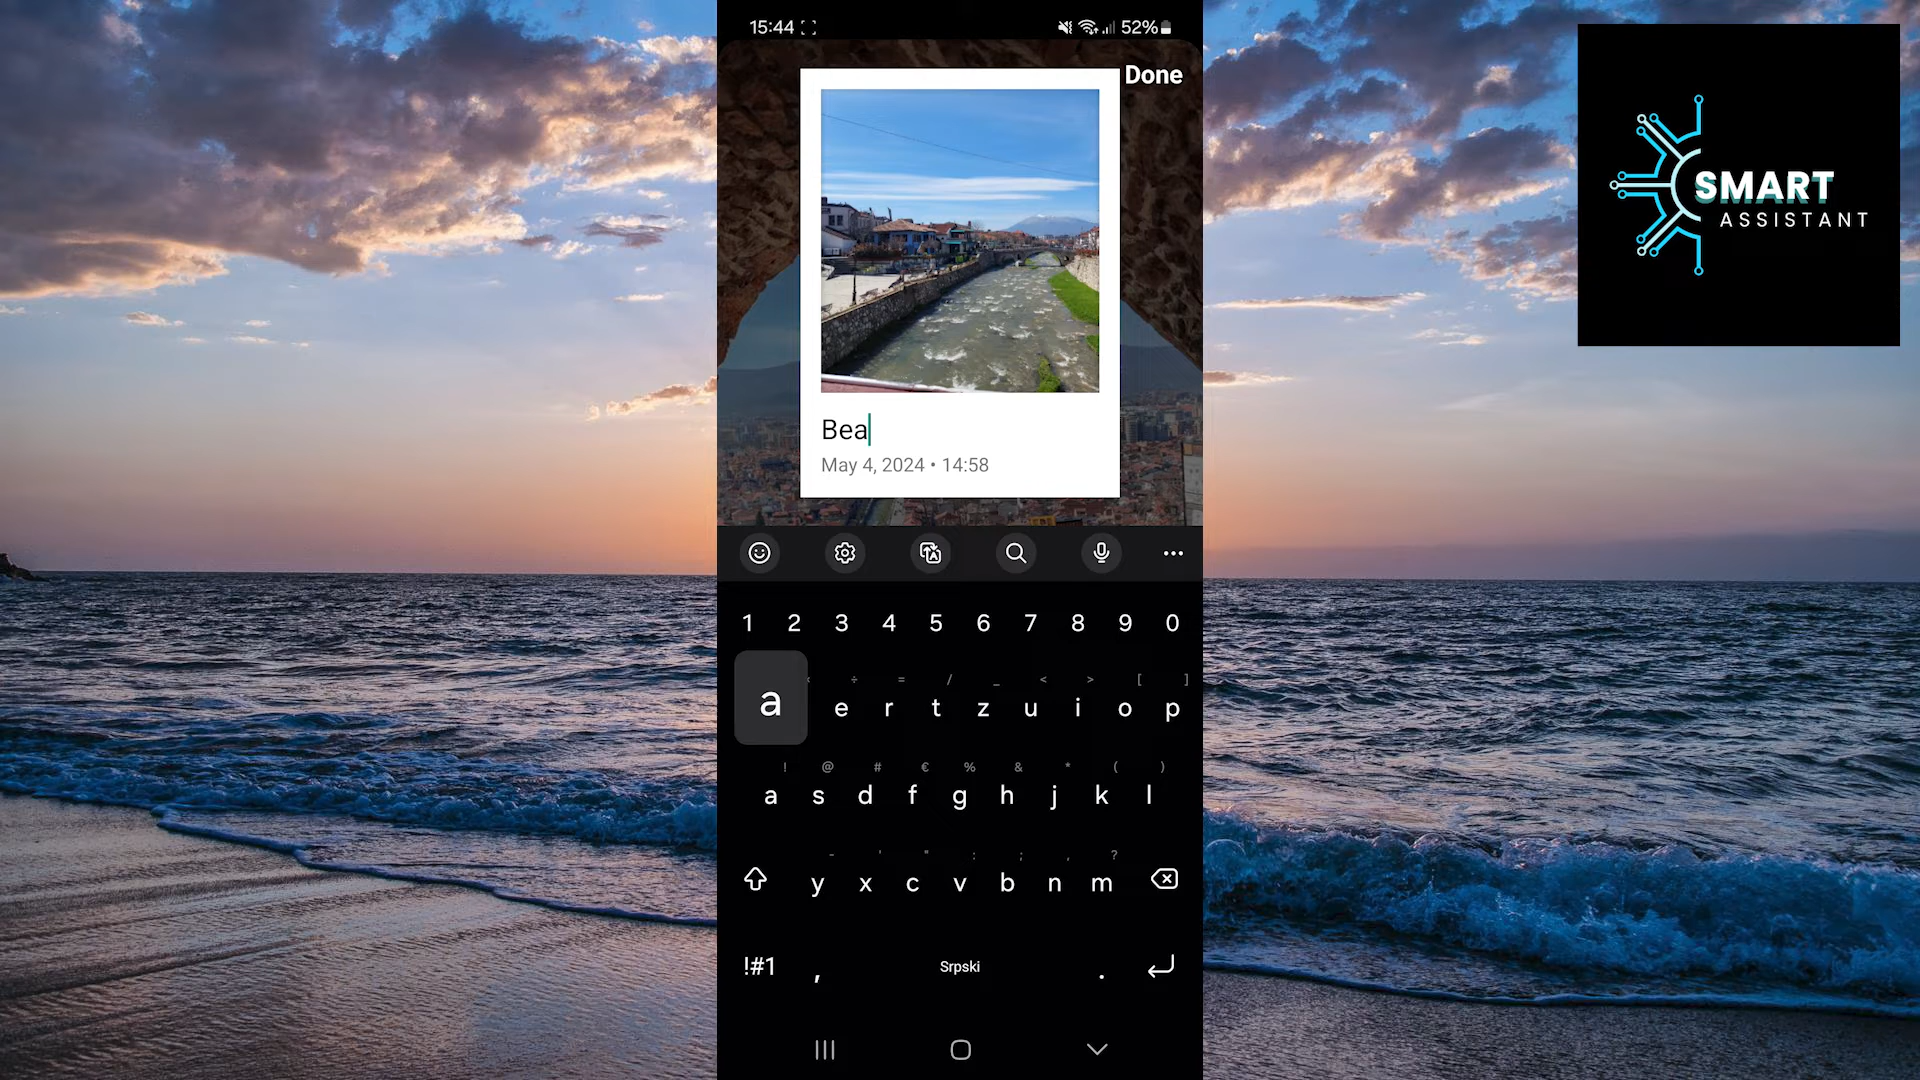 15:44
52%
Done
SMART
ASSISTANT
Bea
May 4, 2024 • 14:58
1 2 3 4 5 6 7 8 9 0
÷ = / _ < > [ ]
a e r t z u i o p
! @ # € % & * ( )
a s d f g h j k l
- ' " : ; , ?
y x c v b n m
!#1 , Srpski .